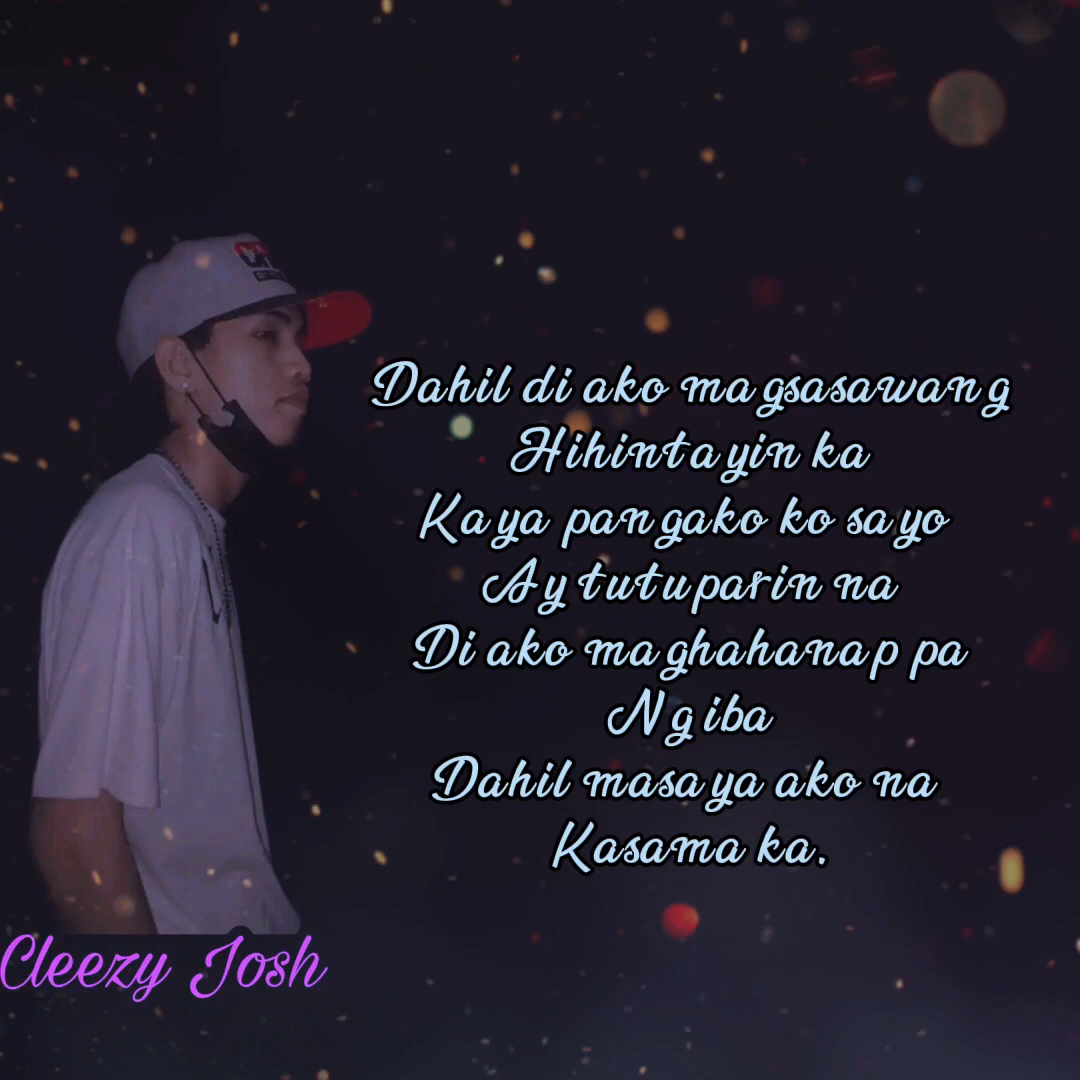 Dahil di ako magsasawang
Hihintayin ka
Kaya pangako ko sayo
Ay tutuparin na
Di ako maghahanap pa
Ng iba
Dahil masaya ako na
Kasama ka.
Cleezy Josh